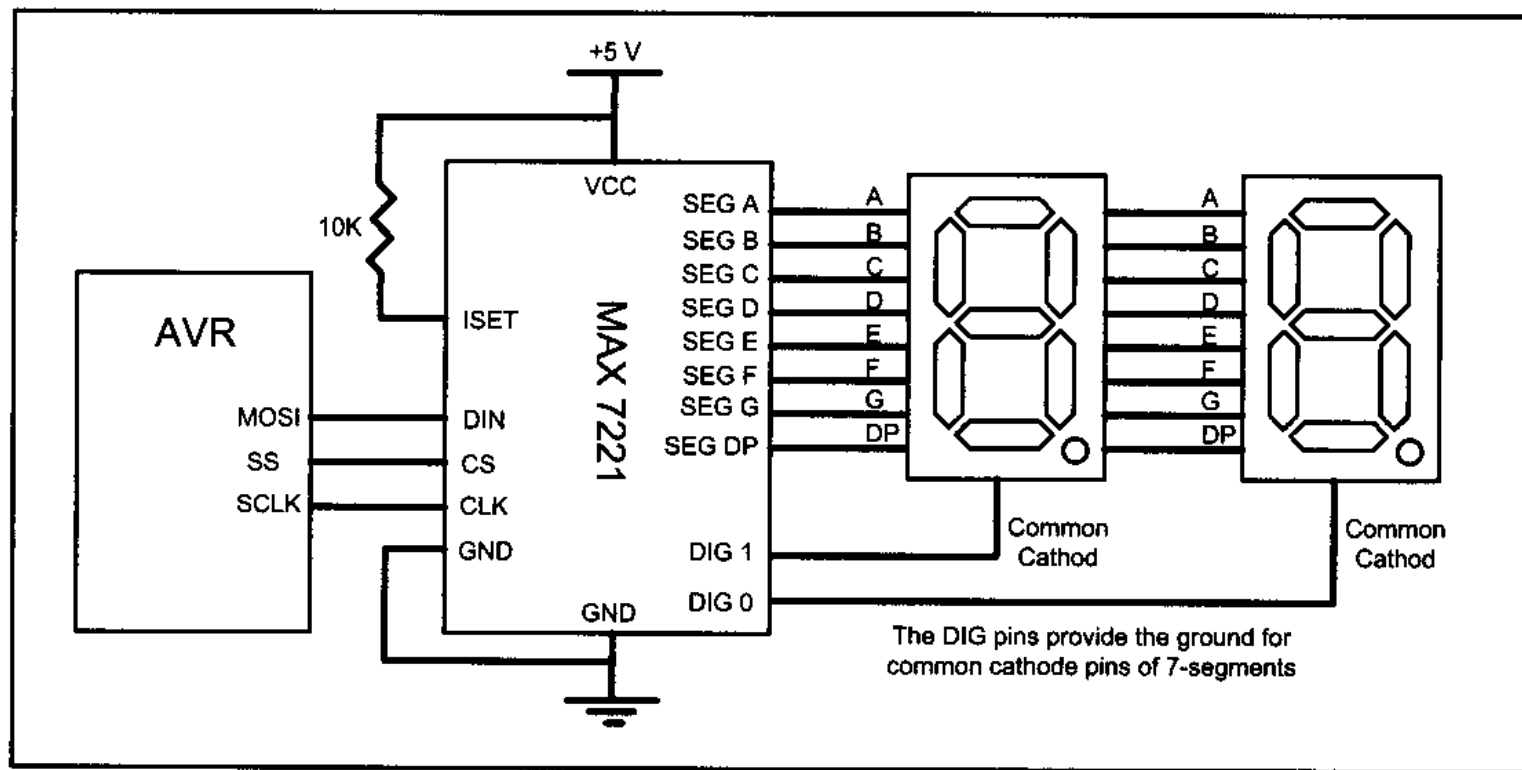 +5 V
VCC
10K
ISET
AVR
MOSI
SS
SCLK
DIN
CS
CLK
GND
GND
MAX 7221
SEG A
SEG B
SEG C
SEG D
SEG E
SEG F
SEG G
SEG DP
DIG 1
DIG 0
A
B
C
D
E
F
G
DP
A
B
C
D
E
F
G
DP
Common
Cathod
Common
Cathod
The DIG pins provide the ground for
common cathode pins of 7-segments